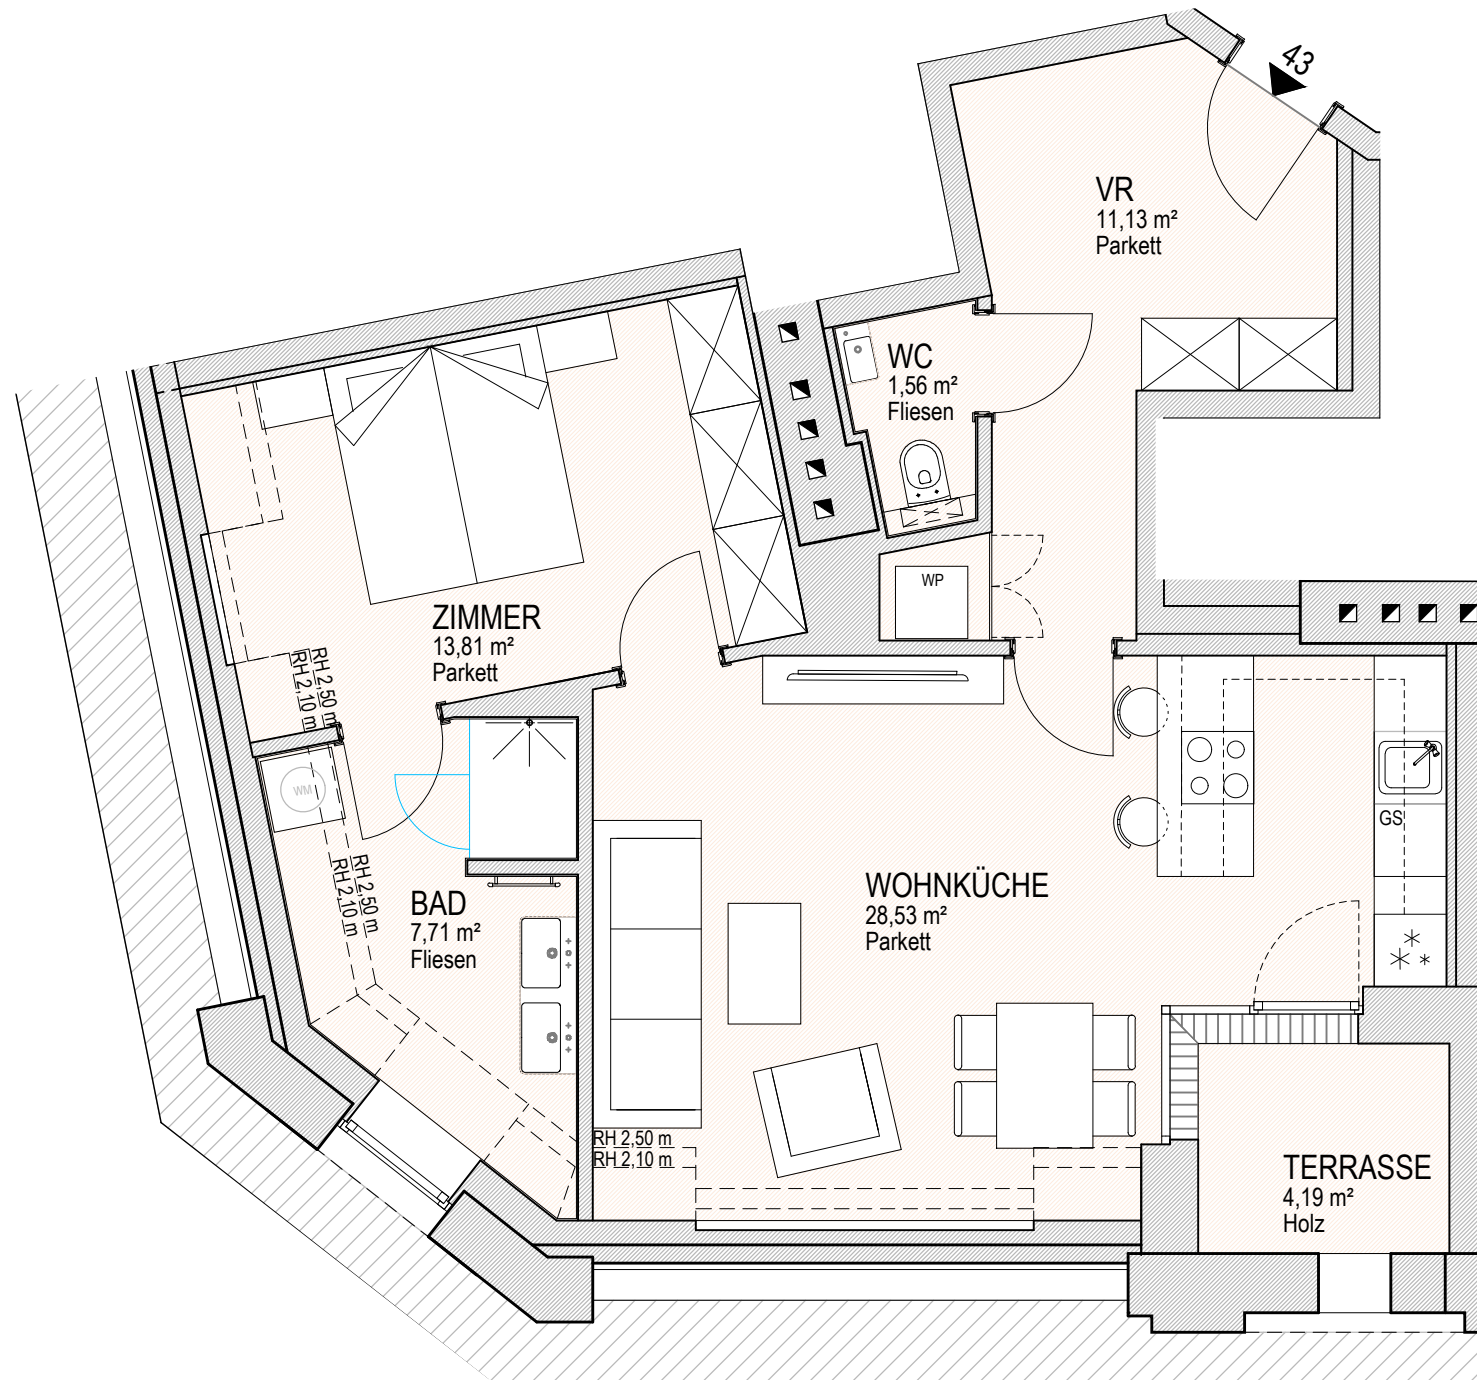 43
VR
11,13 m²
Parkett
WC
1,56 m²
Fliesen
WP
ZIMMER
13,81 m²
Parkett
RH 2,50 m
RH 2,10 m
WM
RH 2,50 m
RH 2,10 m
BAD
7,71 m²
Fliesen
GS
WOHNKÜCHE
28,53 m²
Parkett
RH 2,50 m
RH 2,10 m
TERRASSE
4,19 m²
Holz